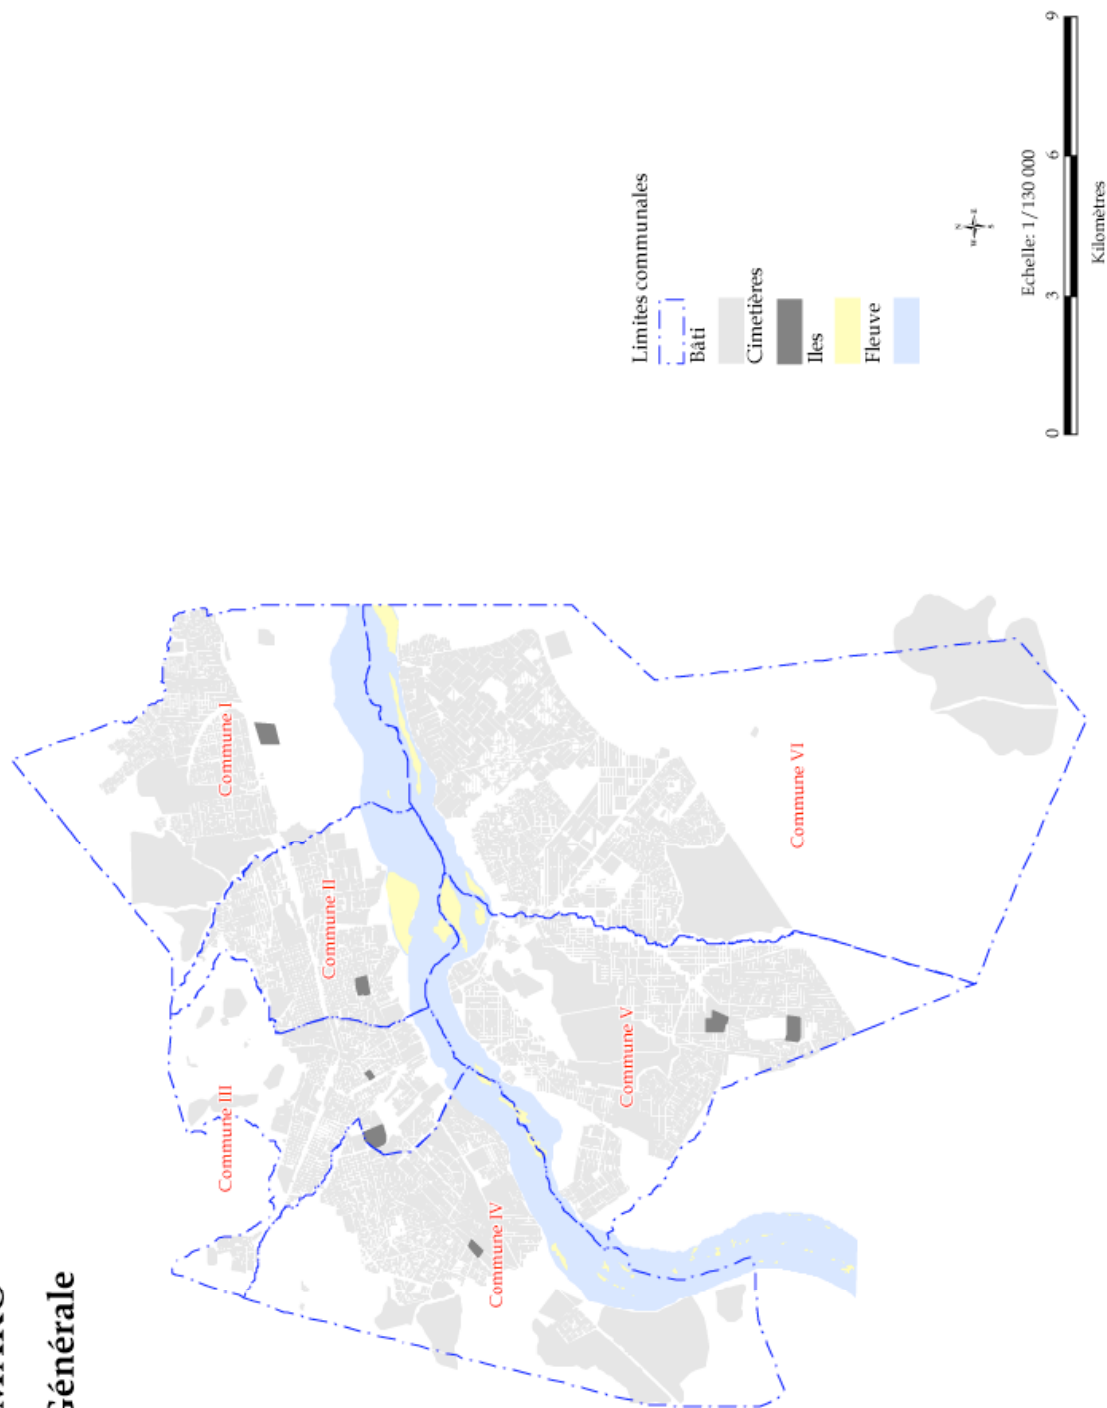 Générale
Commune I
Commune II
Commune III
Commune IV
Commune V
Commune VI
Limites communales
Bâti
Cimetières
Iles
Fleuve
N
W
E
S
Echelle: 1/130 000
0
3
6
9
Kilomètres